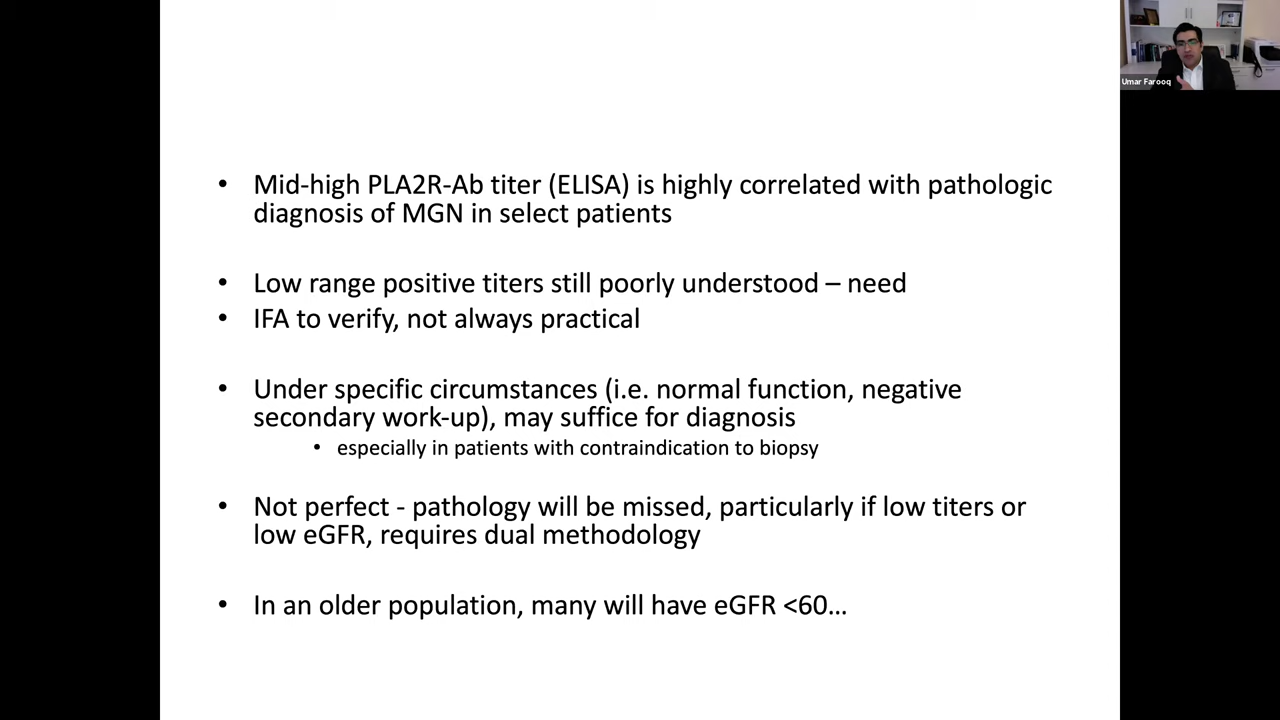 • Mid-high PLA2R-Ab titer (ELISA) is highly correlated with pathologic
diagnosis of MGN in select patients
• Low range positive titers still poorly understood – need
• IFA to verify, not always practical
• Under specific circumstances (i.e. normal function, negative
secondary work-up), may suffice for diagnosis
• especially in patients with contraindication to biopsy
• Not perfect - pathology will be missed, particularly if low titers or
low eGFR, requires dual methodology
• In an older population, many will have eGFR <60…
Umar Farooq